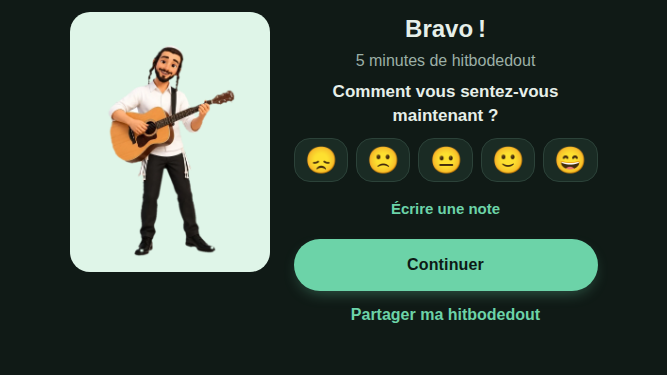 Bravo !
5 minutes de hitbodedout
Comment vous sentez-vous
maintenant ?
Écrire une note
Continuer
Partager ma hitbodedout